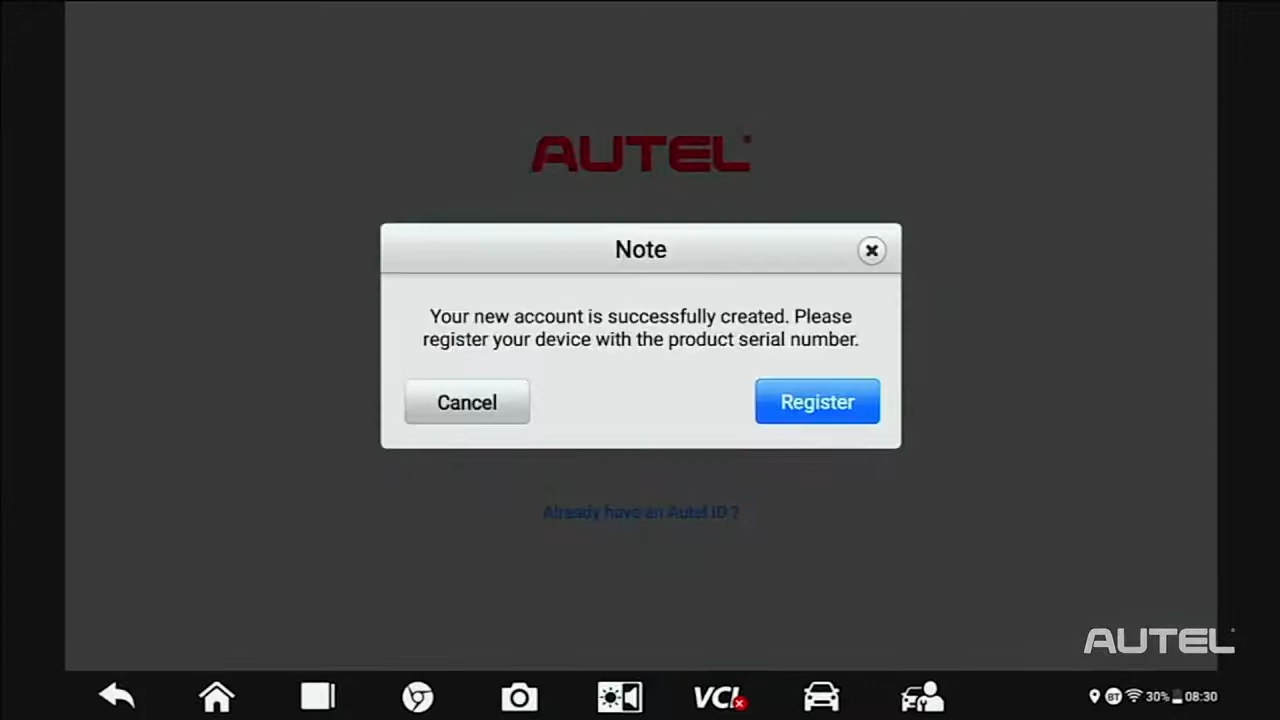 AUTEL
Note
Your new account is successfully created. Please
register your device with the product serial number.
Cancel
Register
Already have an Autel ID ?
AUTEL
VCI
BT
30%
08:30